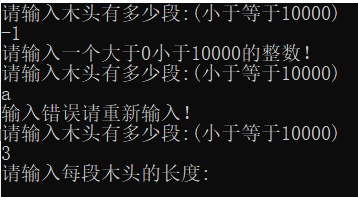 请输入木头有多少段:(小于等于10000)
-1
请输入一个大于0小于10000的整数!
请输入木头有多少段:(小于等于10000)
a
输入错误请重新输入!
请输入木头有多少段:(小于等于10000)
3
请输入每段木头的长度: